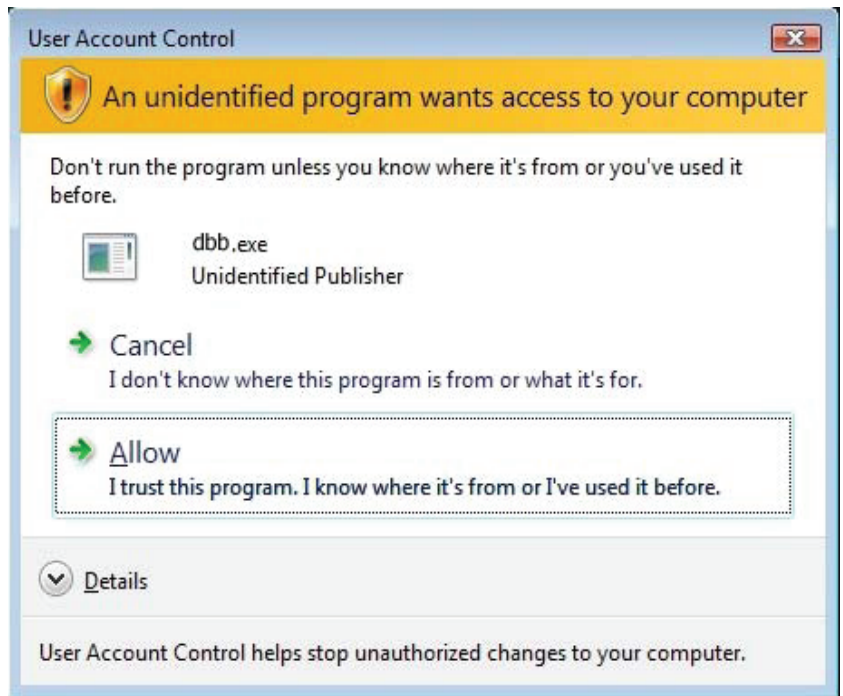 User Account Control
An unidentified program wants access to your computer
Don't run the program unless you know where it's from or you've used it
before.
dbb.exe
Unidentified Publisher
Cancel
I don't know where this program is from or what it's for.
Allow
I trust this program. I know where it's from or I've used it before.
Details
User Account Control helps stop unauthorized changes to your computer.